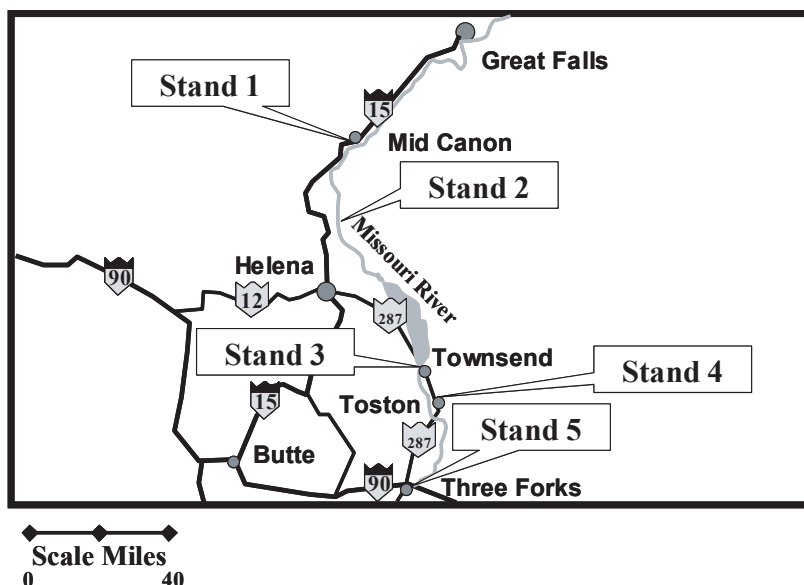 Great Falls
Stand 1
15
Mid Canon
Stand 2
Missouri River
Helena
90
12
287
Stand 3
Townsend
Stand 4
15
Toston
287
Stand 5
Butte
90
Three Forks
Scale Miles
0 40